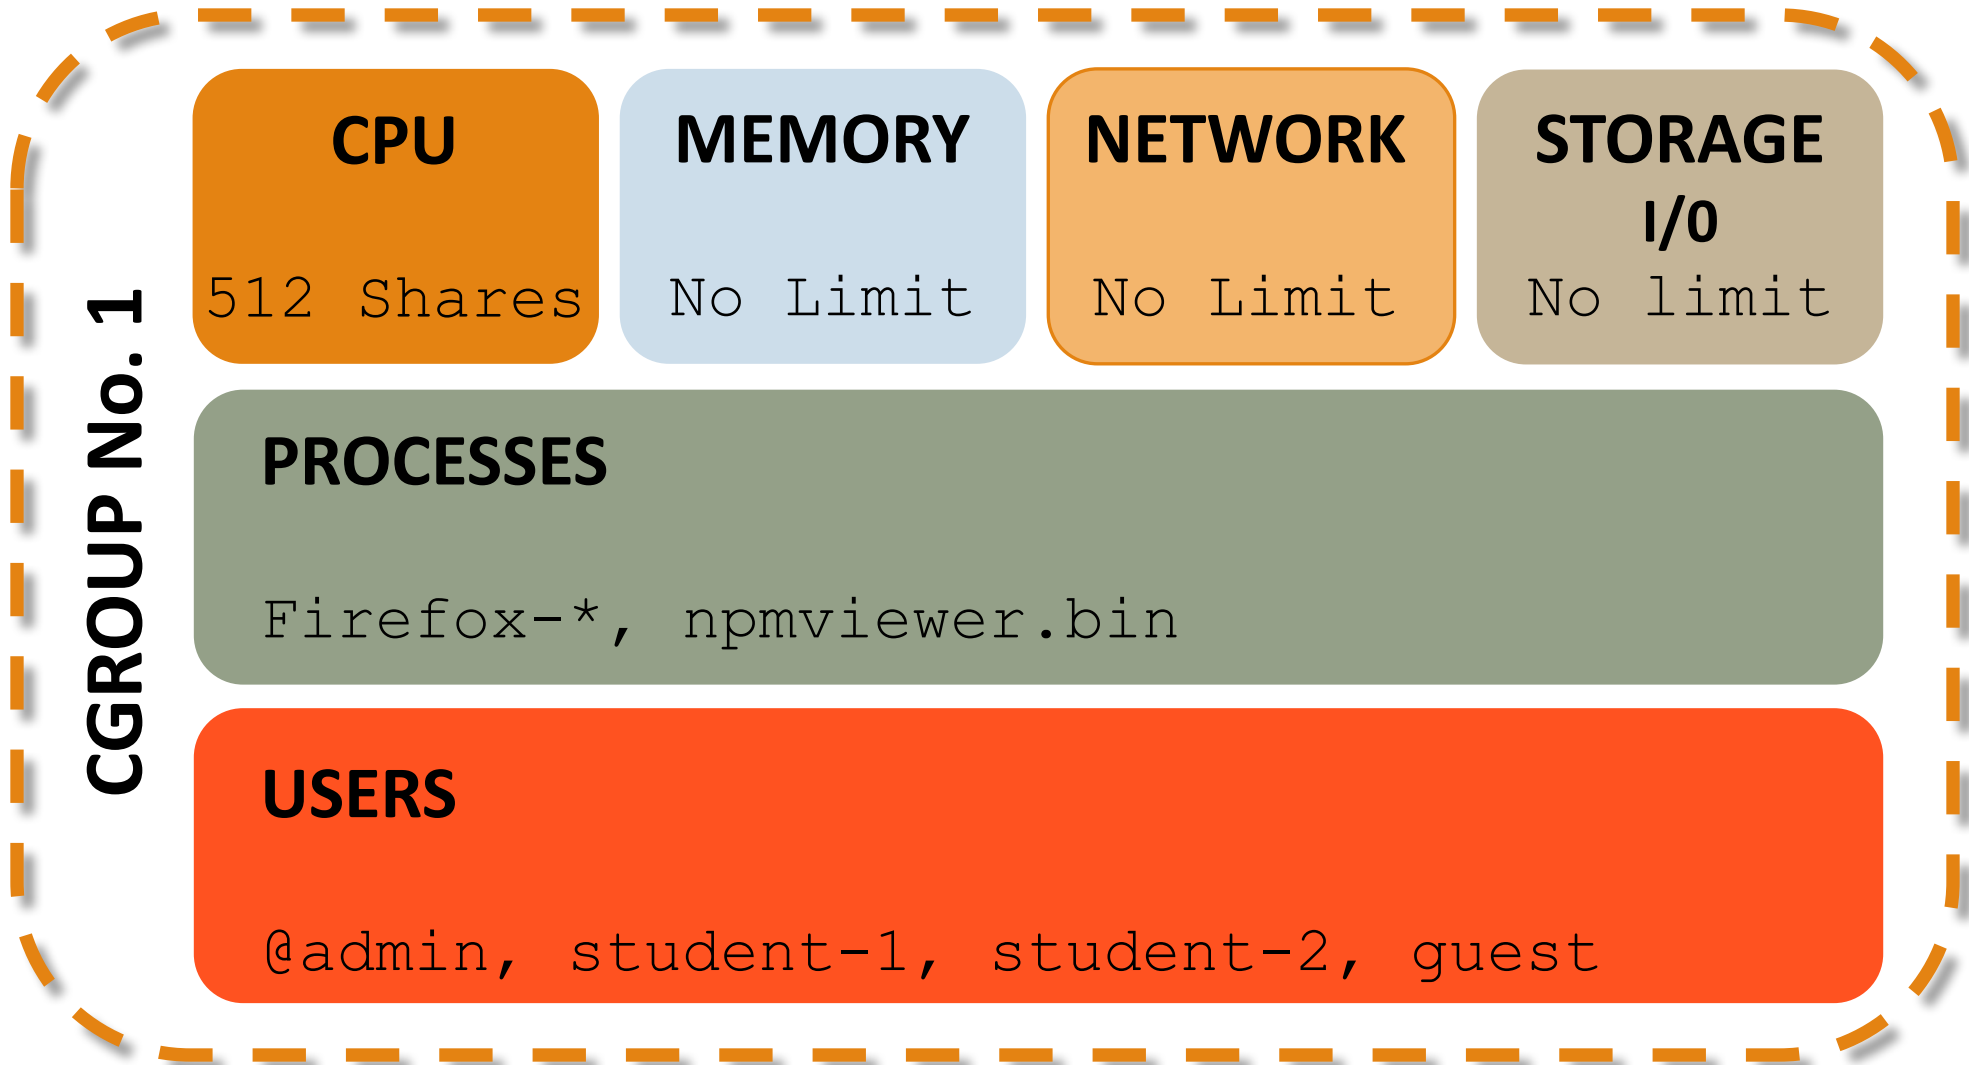 CGROUP No. 1
CPU
512 Shares
MEMORY
No Limit
NETWORK
No Limit
STORAGE
I/0
No limit
PROCESSES
Firefox-*, npmviewer.bin
USERS
@admin, student-1, student-2, guest